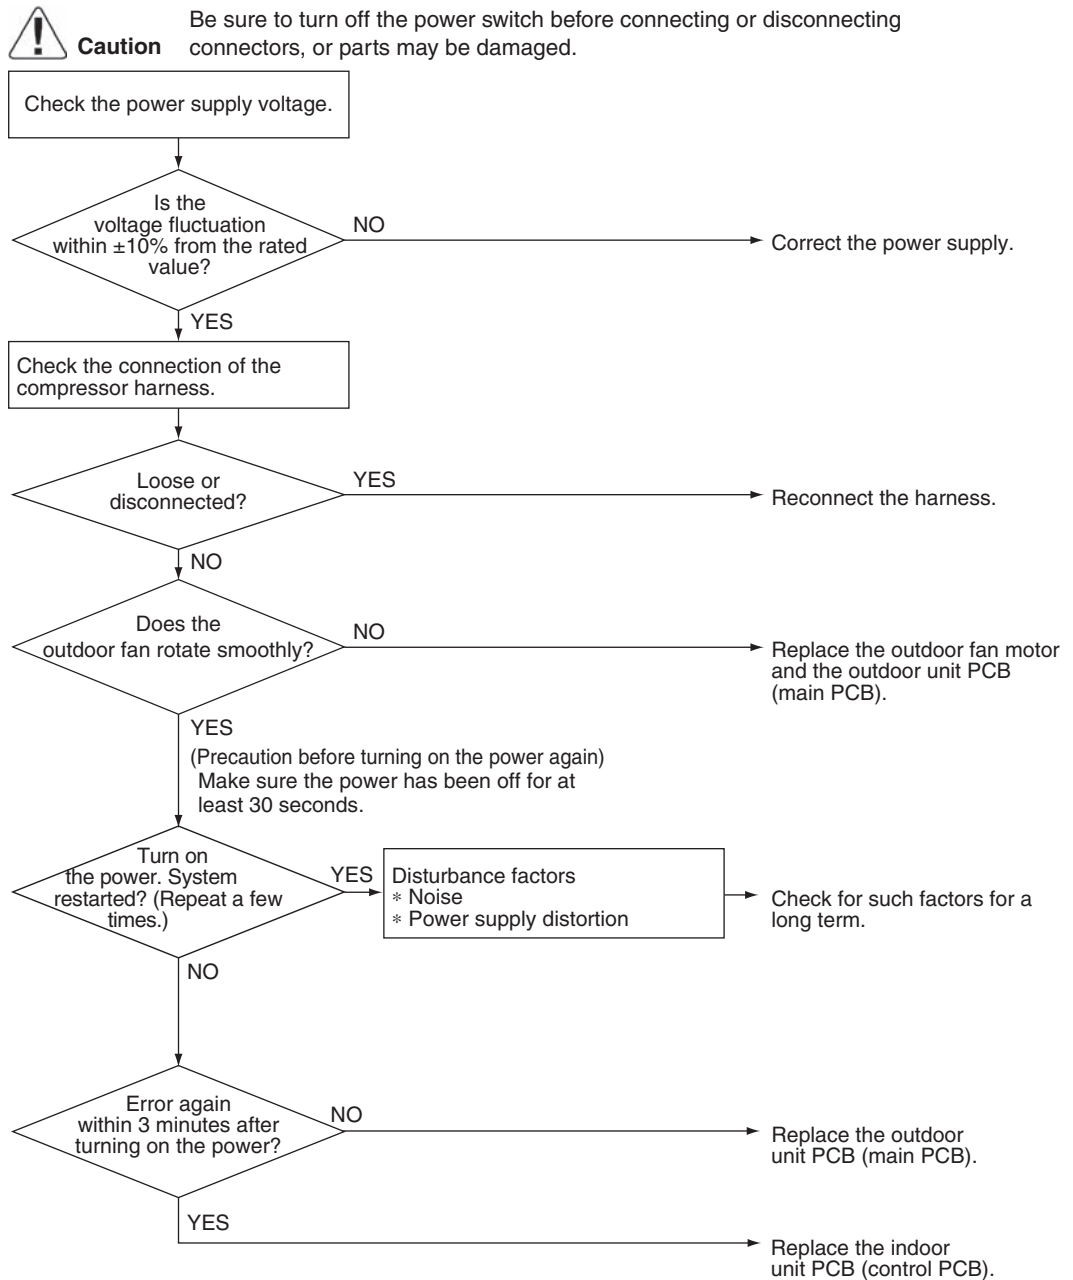 Be sure to turn off the power switch before connecting or disconnecting
Caution connectors, or parts may be damaged.
Check the power supply voltage.
Is the
voltage fluctuation
within ±10% from the rated
value?
NO
Correct the power supply.
YES
Check the connection of the
compressor harness.
Loose or
disconnected?
YES
Reconnect the harness.
NO
Does the
outdoor fan rotate smoothly?
NO
Replace the outdoor fan motor
and the outdoor unit PCB
(main PCB).
YES
(Precaution before turning on the power again)
Make sure the power has been off for at
least 30 seconds.
Turn on
the power. System
restarted? (Repeat a few
times.)
YES
Disturbance factors
* Noise
* Power supply distortion
Check for such factors for a
long term.
NO
Error again
within 3 minutes after
turning on the power?
NO
Replace the outdoor
unit PCB (main PCB).
YES
Replace the indoor
unit PCB (control PCB).